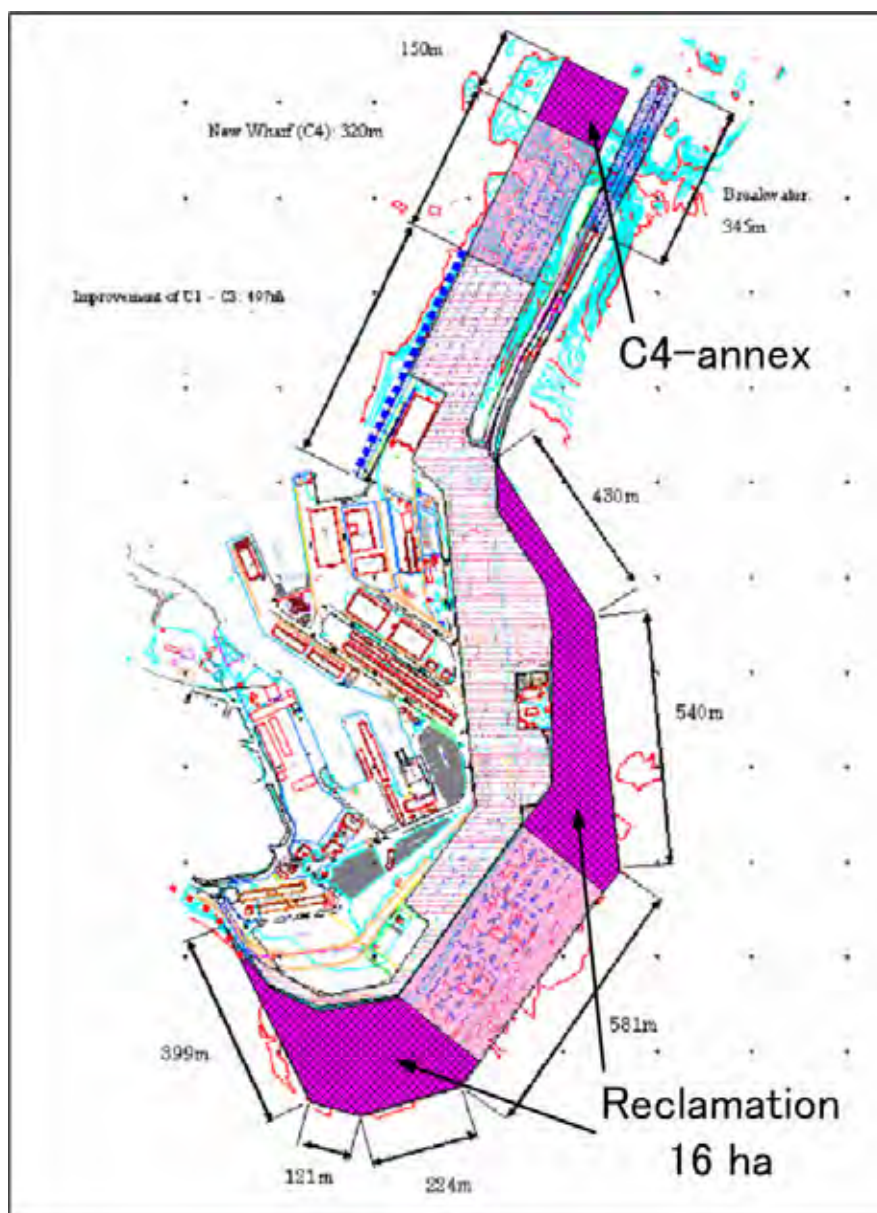 150m
New Wharf (C4): 320m
Breakwater:
345m
Improvement of C1 - C3: 497m
C4-annex
430m
540m
581m
399m
Reclamation
16 ha
121m
224m